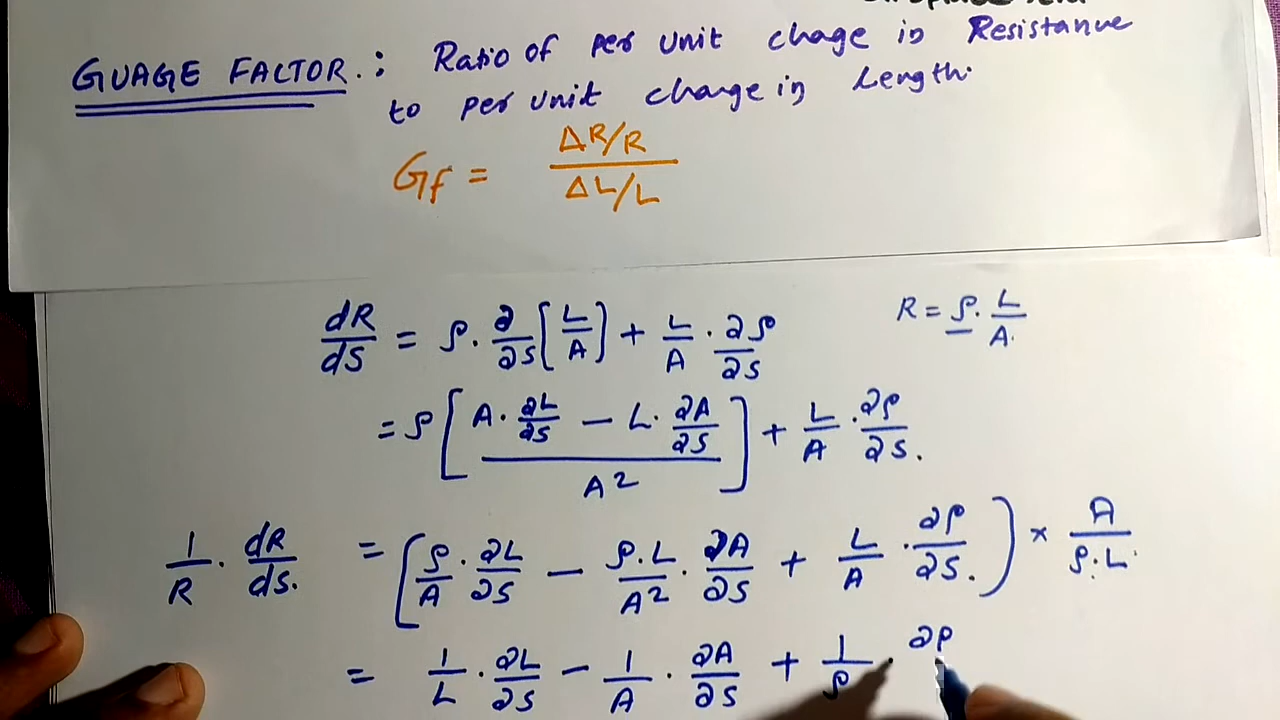 GUAGE FACTOR.: Ratio of per unit chage in Resistance
to per unit change in Length.
Gf = ΔR/R / ΔL/L
dR/dS = ρ. ∂/∂S [L/A] + L/A . ∂ρ/∂S
R = ρ. L/A.
= ρ [A. ∂L/∂S − L. ∂A/∂S / A²] + L/A . ∂ρ/∂S.
1/R . dR/dS. = (ρ/A . ∂L/∂S − ρ.L/A² . ∂A/∂S + L/A . ∂ρ/∂S.) × A/ρ.L.
= 1/L . ∂L/∂S − 1/A . ∂A/∂S + 1/ρ . ∂ρ